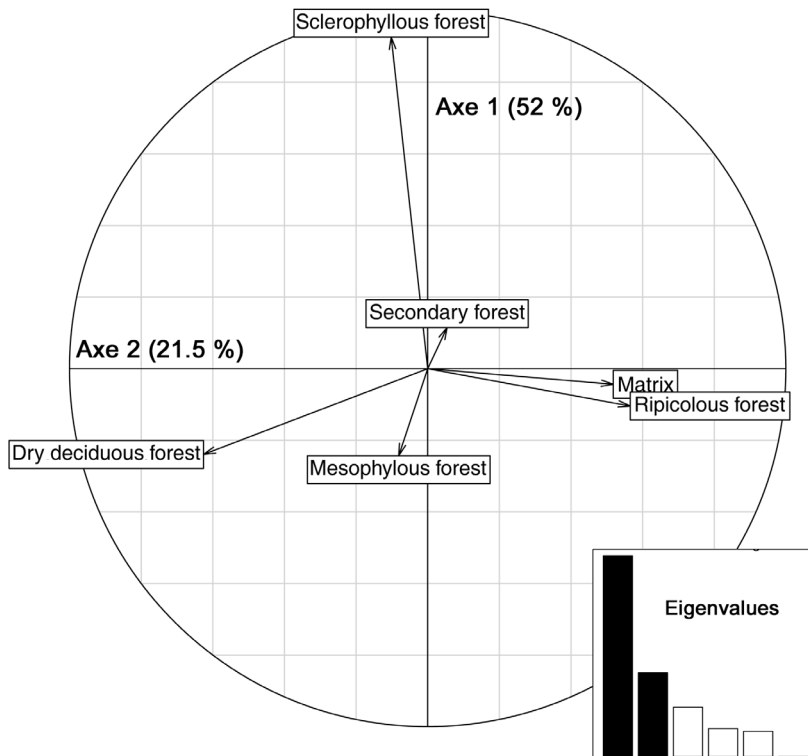 Sclerophyllous forest
Axe 1 (52 %)
Secondary forest
Axe 2 (21.5 %)
Matrix
Ripicolous forest
Dry deciduous forest
Mesophylous forest
Eigenvalues